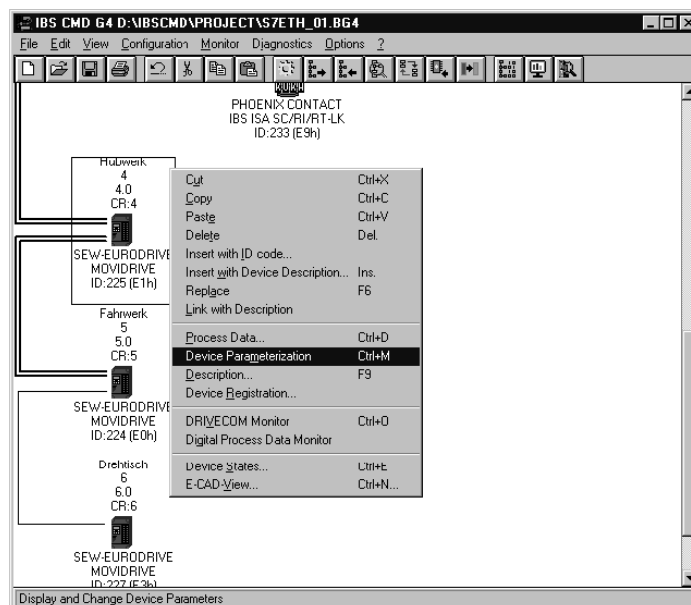 IBS CMD G4 D:\IBSCMD\PROJECT\S7ETH_01.BG4
File Edit View Configuration Monitor Diagnostics Options ?
PHOENIX CONTACT
IBS ISA SC/RI/RT-LK
ID:233 (E9h)
Hubwerk
4
4.0
CR:4
SEW-EURODRIVE
MOVIDRIVE
ID:225 (E1h)
Fahrwerk
5
5.0
CR:5
SEW-EURODRIVE
MOVIDRIVE
ID:224 (E0h)
Drehtisch
6
6.0
CR:6
SEW-EURODRIVE
MOVIDRIVE
ID:227 (E3h)
Cut Ctrl+X
Copy Ctrl+C
Paste Ctrl+V
Delete Del.
Insert with ID code...
Insert with Device Description... Ins.
Replace F6
Link with Description
Process Data... Ctrl+D
Device Parameterization Ctrl+M
Description... F9
Device Registration...
DRIVECOM Monitor Ctrl+O
Digital Process Data Monitor
Device States... Ctrl+E
E-CAD-View... Ctrl+N...
Display and Change Device Parameters